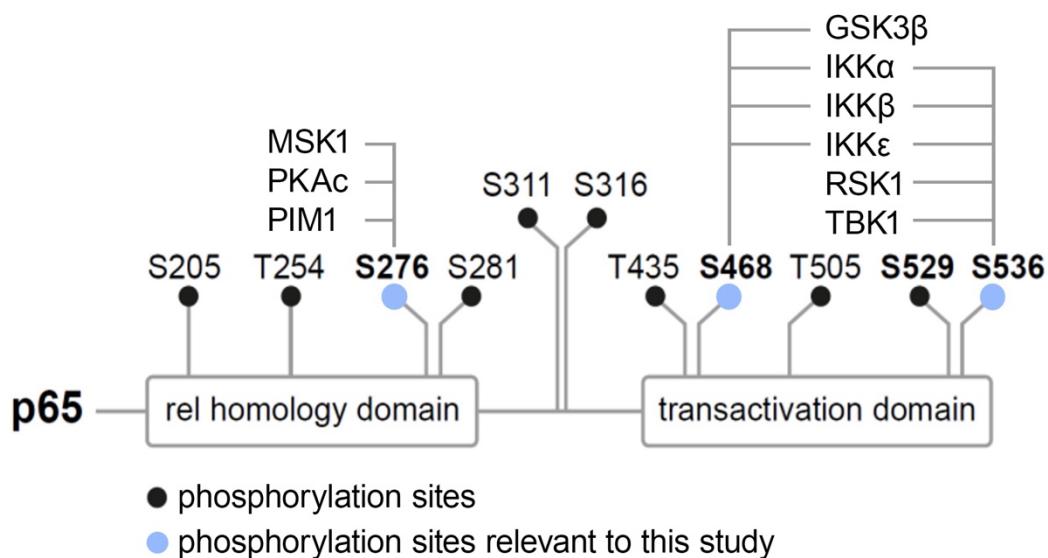 GSK3β
IKKα
IKKβ
MSK1 IKKε
PKAc S311 S316 RSK1
PIM1 TBK1
S205 T254 S276 S281 T435 S468 T505 S529 S536
p65 rel homology domain transactivation domain
phosphorylation sites
phosphorylation sites relevant to this study